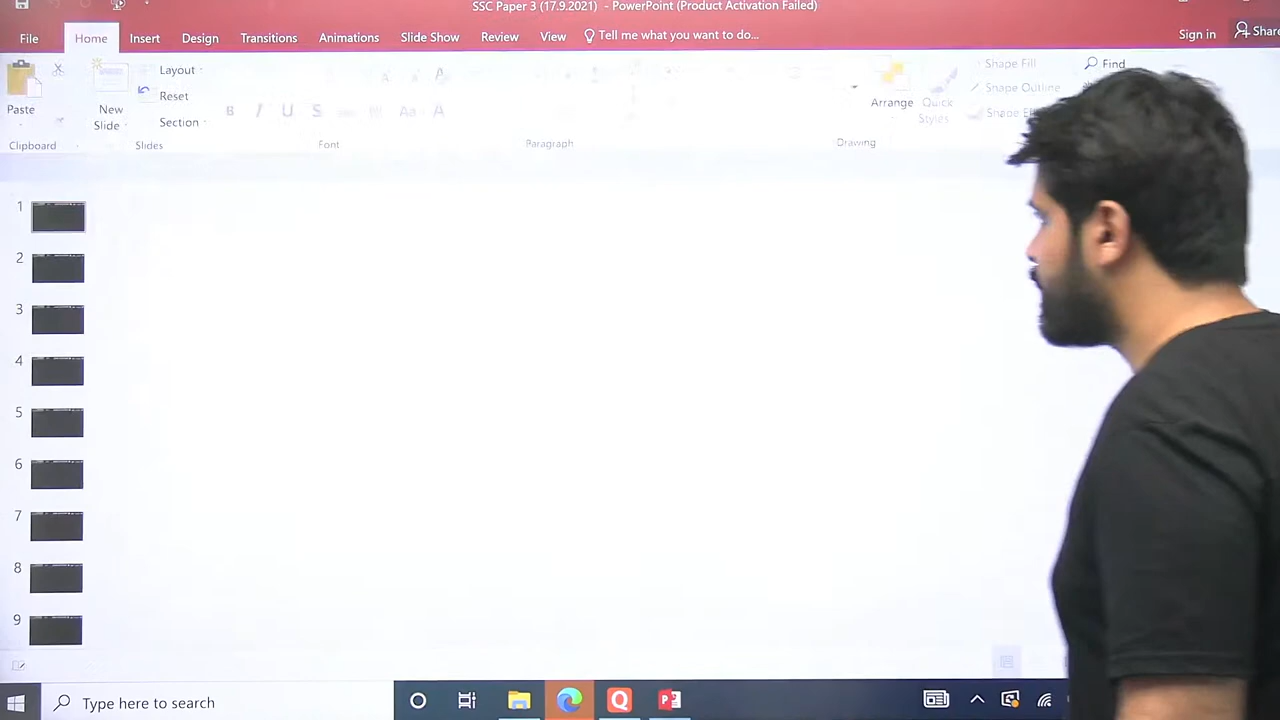 SSC Paper 3 (17.9.2021) - PowerPoint (Product Activation Failed)
File Home Insert Design Transitions Animations Slide Show Review View Tell me what you want to do... Sign in Share
Paste
New
Slide
Layout
Reset
Section
B I U S Aa A
Arrange
Quick
Styles
Shape Fill
Shape Outline
Find
Clipboard Slides Font Paragraph Drawing
1
2
3
4
5
6
7
8
9
Type here to search